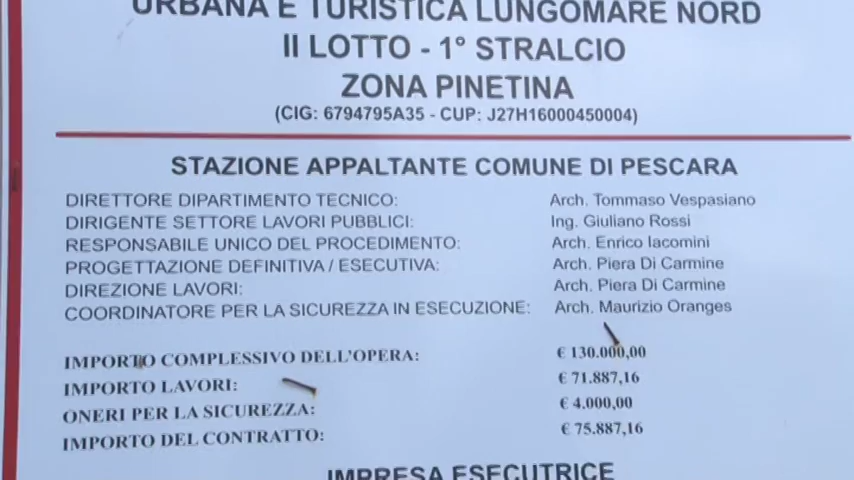 URBANA E TURISTICA LUNGOMARE NORD
II LOTTO - 1° STRALCIO
ZONA PINETINA
(CIG: 6794795A35 - CUP: J27H16000450004)
STAZIONE APPALTANTE COMUNE DI PESCARA
DIRETTORE DIPARTIMENTO TECNICO: Arch. Tommaso Vespasiano
DIRIGENTE SETTORE LAVORI PUBBLICI: Ing. Giuliano Rossi
RESPONSABILE UNICO DEL PROCEDIMENTO: Arch. Enrico Iacomini
PROGETTAZIONE DEFINITIVA / ESECUTIVA: Arch. Piera Di Carmine
DIREZIONE LAVORI: Arch. Piera Di Carmine
COORDINATORE PER LA SICUREZZA IN ESECUZIONE: Arch. Maurizio Oranges
IMPORTO COMPLESSIVO DELL'OPERA: € 130.000,00
IMPORTO LAVORI: € 71.887,16
ONERI PER LA SICUREZZA: € 4.000,00
IMPORTO DEL CONTRATTO: € 75.887,16
IMPRESA ESECUTRICE